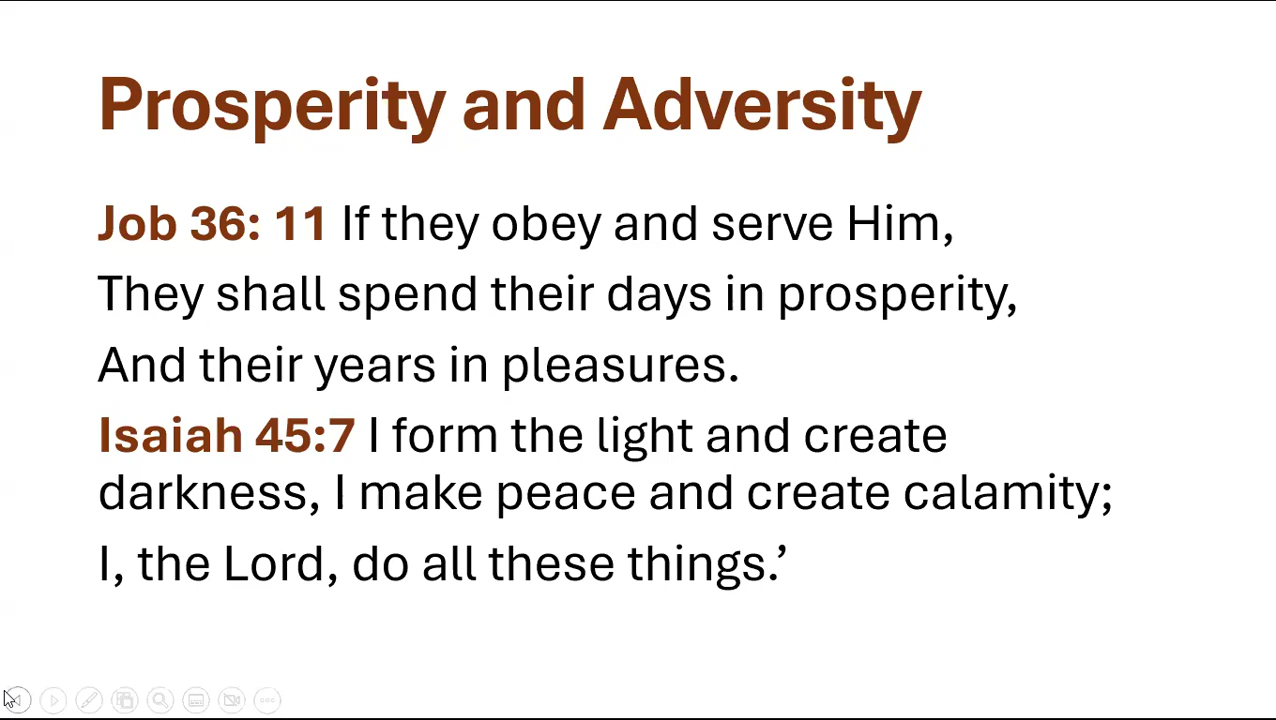 Prosperity and Adversity
Job 36: 11 If they obey and serve Him,
They shall spend their days in prosperity,
And their years in pleasures.
Isaiah 45:7 I form the light and create
darkness, I make peace and create calamity;
I, the Lord, do all these things.’